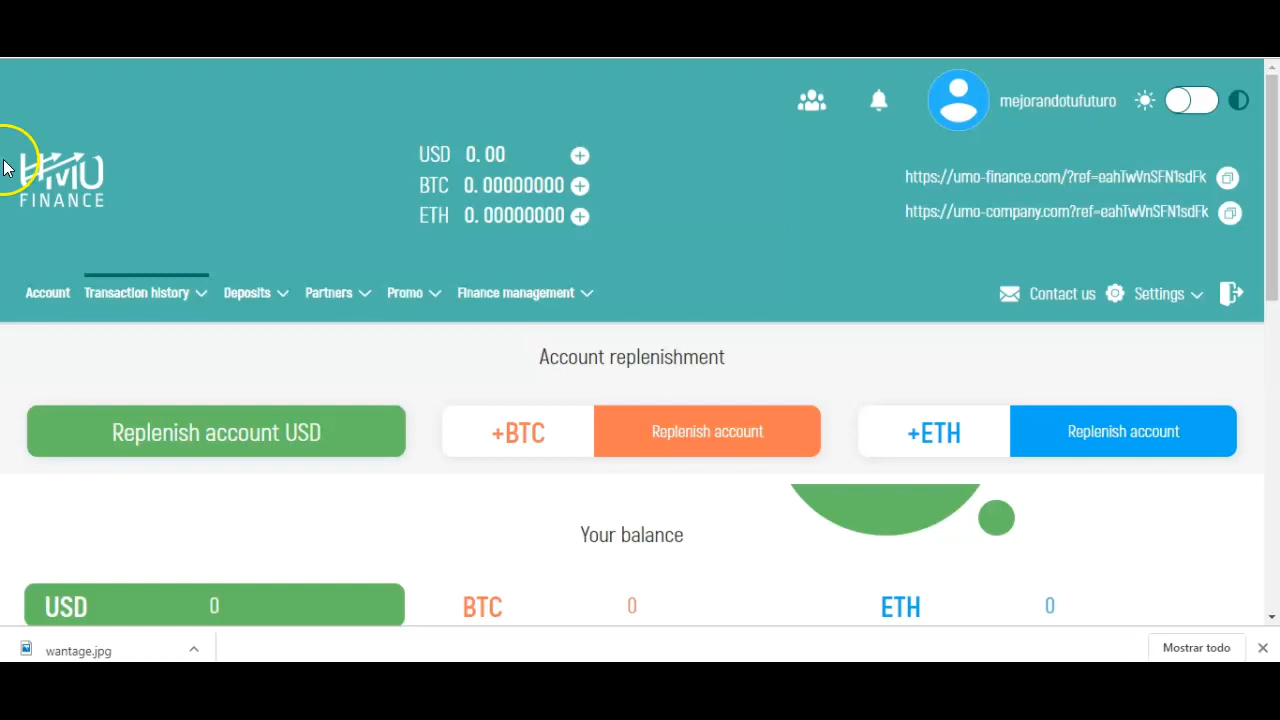 mejorandotufuturo
UMU
FINANCE
USD 0.00
BTC 0.00000000
ETH 0.00000000
https://umo-finance.com/?ref=eahTwVnSFN1sdFk
https://umo-company.com?ref=eahTwVnSFN1sdFk
Account Transaction history Deposits Partners Promo Finance management Contact us Settings
Account replenishment
Replenish account USD +BTC Replenish account +ETH Replenish account
Your balance
USD 0 BTC 0 ETH 0
wantage.jpg Mostrar todo